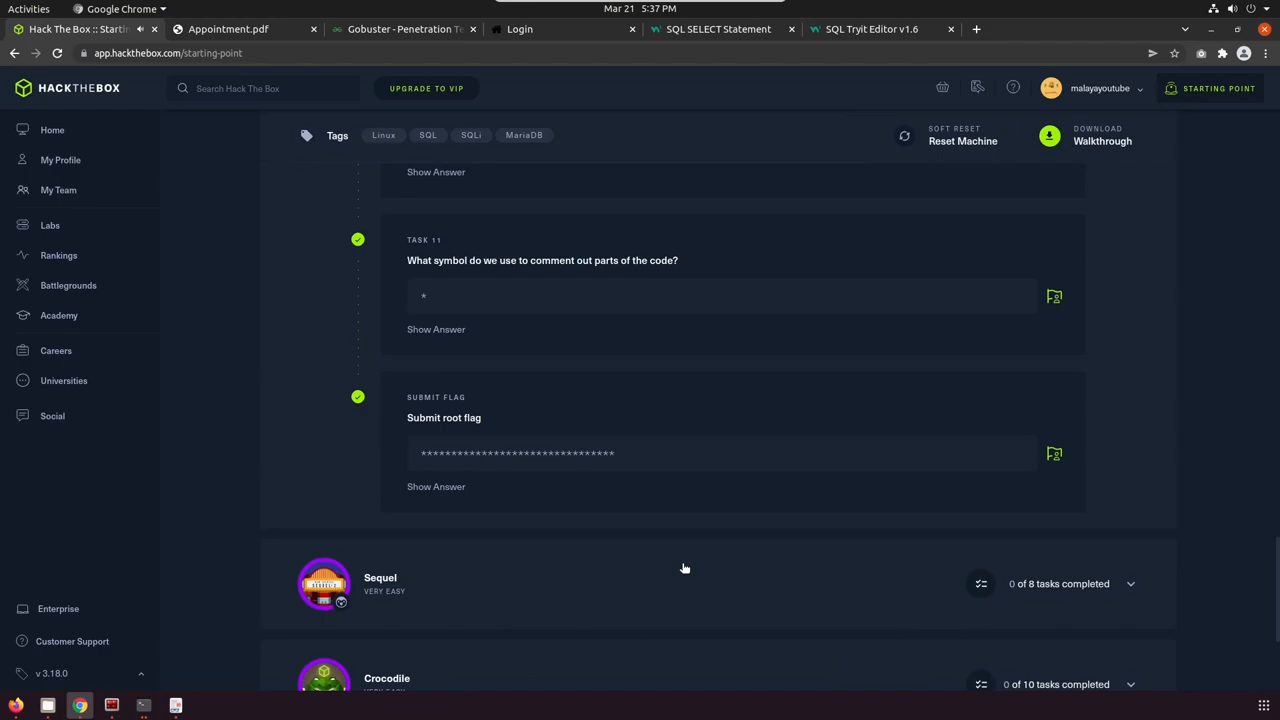 Activities
Google Chrome
Mar 21 5:37 PM
Hack The Box :: Startin
Appointment.pdf
Gobuster - Penetration Te
Login
SQL SELECT Statement
SQL Tryit Editor v1.6
app.hackthebox.com/starting-point
HACKTHEBOX
Search Hack The Box
UPGRADE TO VIP
malayayoutube
STARTING POINT
Home
My Profile
My Team
Labs
Rankings
Battlegrounds
Academy
Careers
Universities
Social
Enterprise
Customer Support
v 3.18.0
Tags
Linux
SQL
SQLi
MariaDB
SOFT RESET
Reset Machine
DOWNLOAD
Walkthrough
Show Answer
TASK 11
What symbol do we use to comment out parts of the code?
*
Show Answer
SUBMIT FLAG
Submit root flag
********************************
Show Answer
Sequel
VERY EASY
0 of 8 tasks completed
Crocodile
VERY EASY
0 of 10 tasks completed